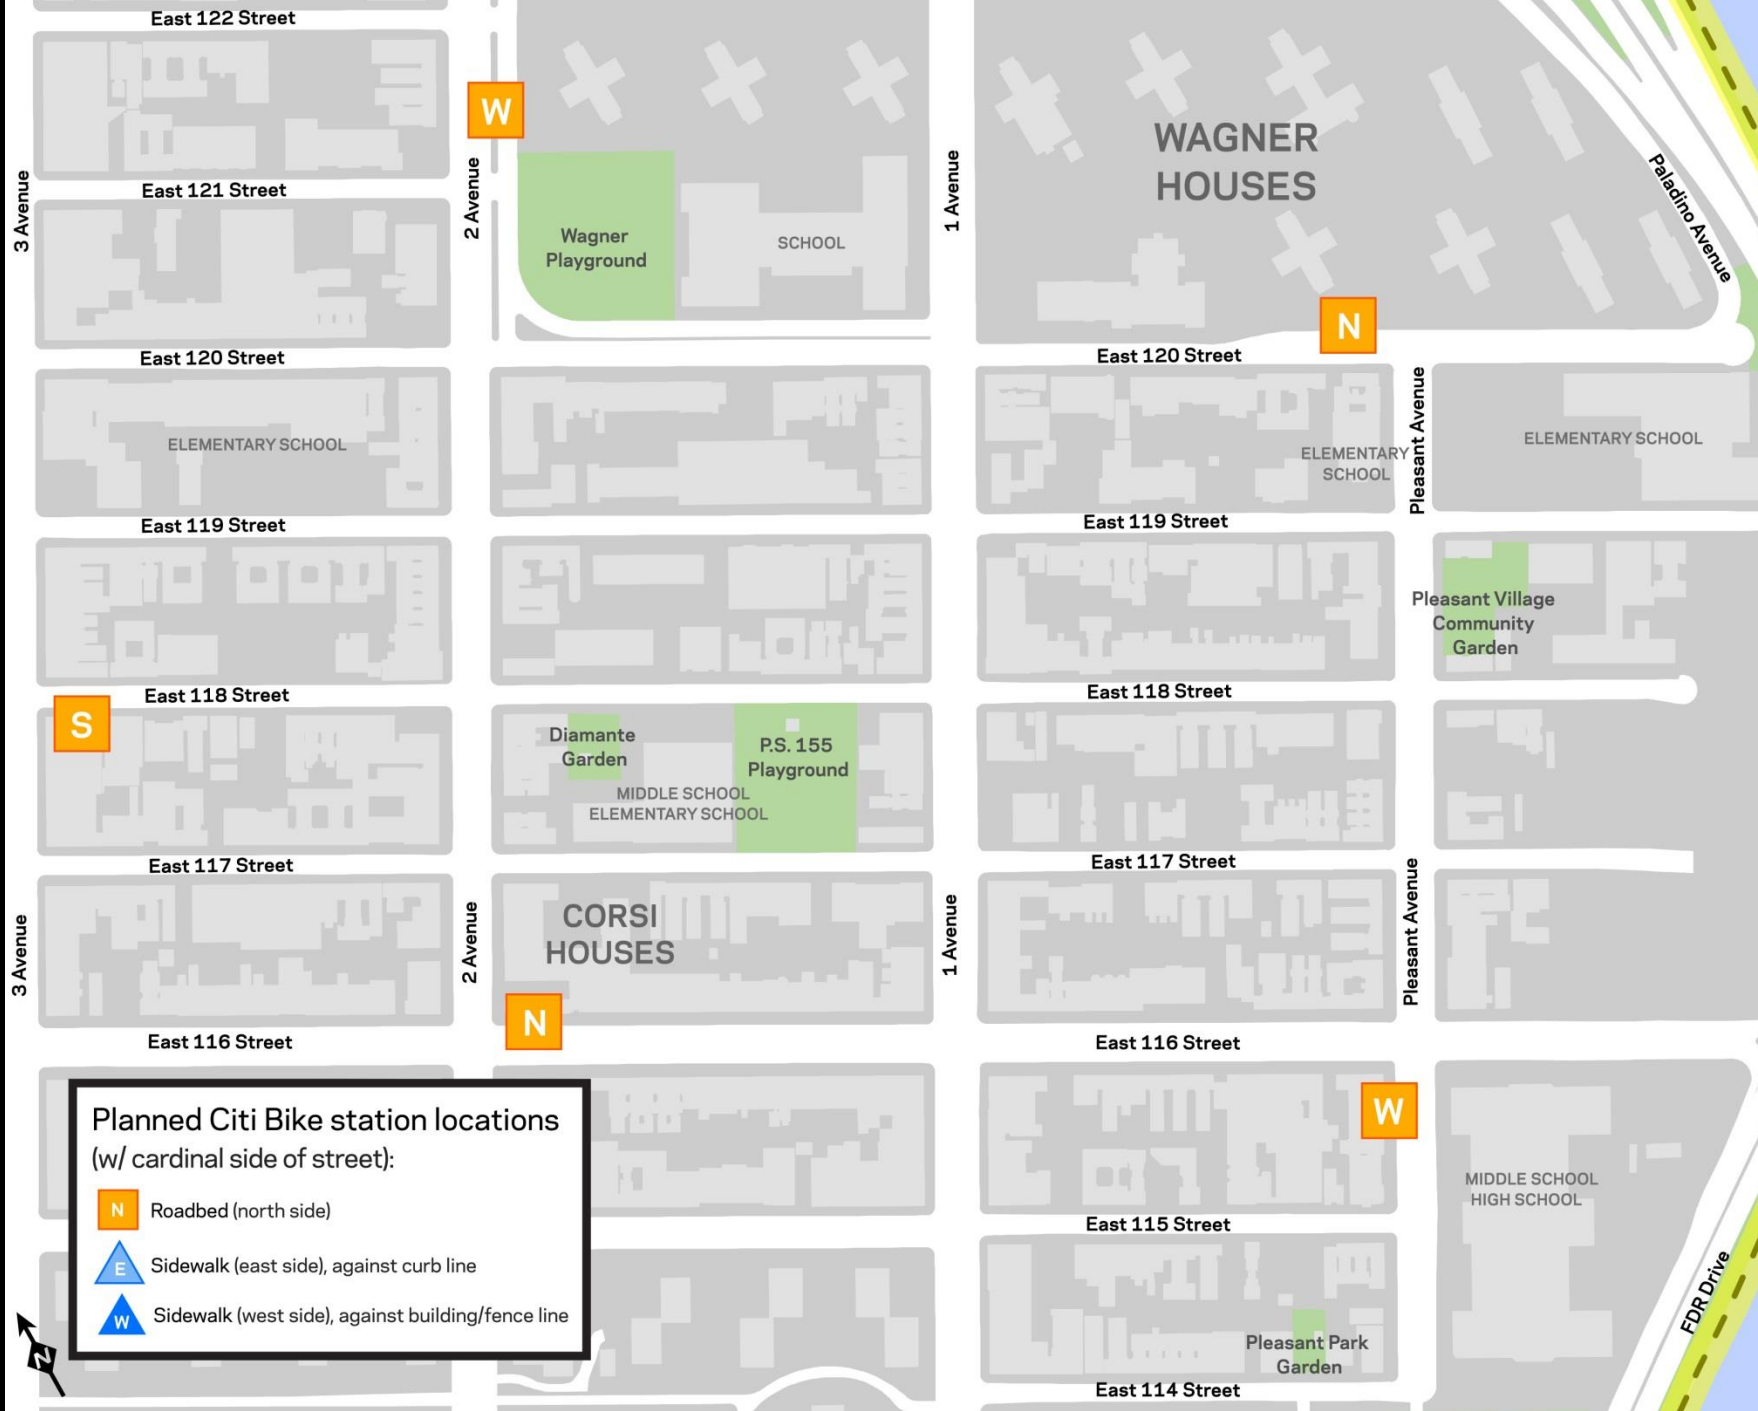 East 122 Street
W
WAGNER
HOUSES
3 Avenue
East 121 Street
2 Avenue
1 Avenue
Paladino Avenue
Wagner
Playground
SCHOOL
N
East 120 Street
East 120 Street
ELEMENTARY SCHOOL
ELEMENTARY
SCHOOL
Pleasant Avenue
ELEMENTARY SCHOOL
East 119 Street
East 119 Street
Pleasant Village
Community
Garden
East 118 Street
East 118 Street
S
Diamante
Garden
P.S. 155
Playground
MIDDLE SCHOOL
ELEMENTARY SCHOOL
East 117 Street
East 117 Street
3 Avenue
2 Avenue
CORSI
HOUSES
1 Avenue
Pleasant Avenue
N
East 116 Street
East 116 Street
W
MIDDLE SCHOOL
HIGH SCHOOL
East 115 Street
FDR Drive
Pleasant Park
Garden
East 114 Street
Planned Citi Bike station locations
(w/ cardinal side of street):
N Roadbed (north side)
E Sidewalk (east side), against curb line
W Sidewalk (west side), against building/fence line
N